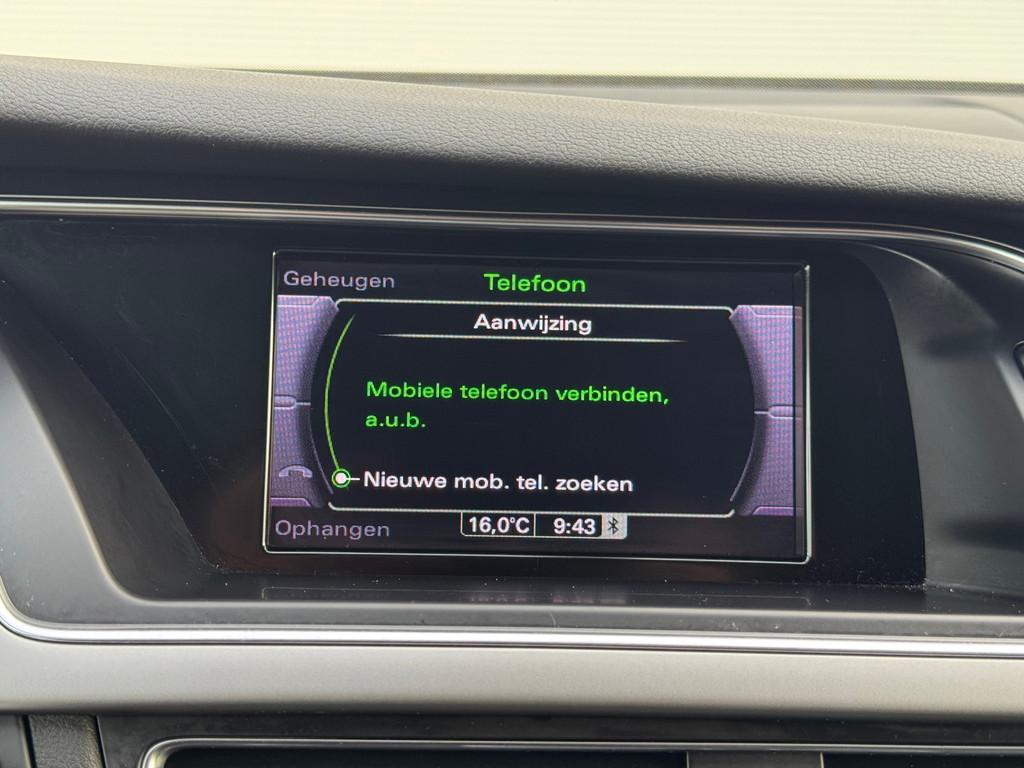 Geheugen
Telefoon
Aanwijzing
Mobiele telefoon verbinden,
a.u.b.
Nieuwe mob. tel. zoeken
Ophangen
16,0°C 9:43